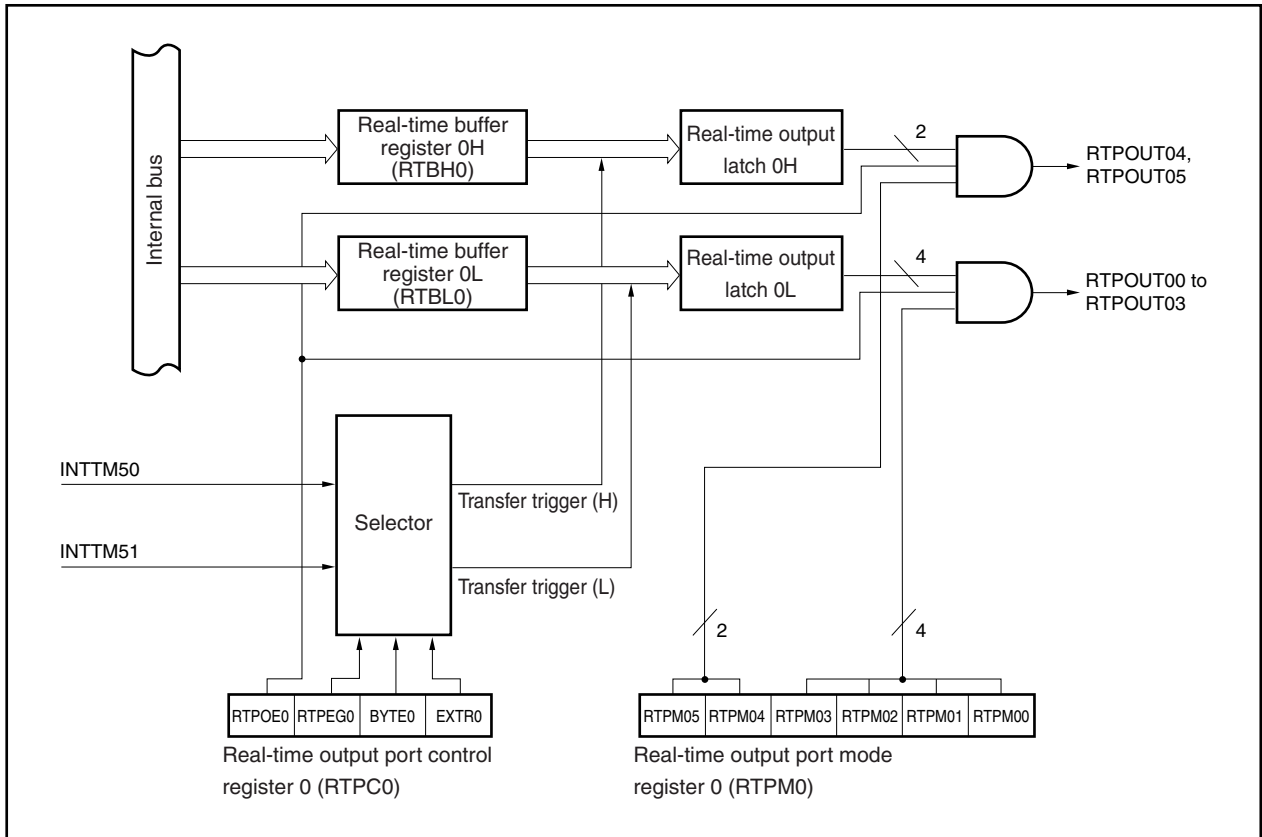 Internal bus
Real-time buffer
register 0H
(RTBH0)
Real-time output
latch 0H
2
RTPOUT04,
RTPOUT05
Real-time buffer
register 0L
(RTBL0)
Real-time output
latch 0L
4
RTPOUT00 to
RTPOUT03
INTTM50
INTTM51
Selector
Transfer trigger (H)
Transfer trigger (L)
2
4
RTPOE0 RTPEG0 BYTE0 EXTR0
Real-time output port control
register 0 (RTPC0)
RTPM05 RTPM04 RTPM03 RTPM02 RTPM01 RTPM00
Real-time output port mode
register 0 (RTPM0)